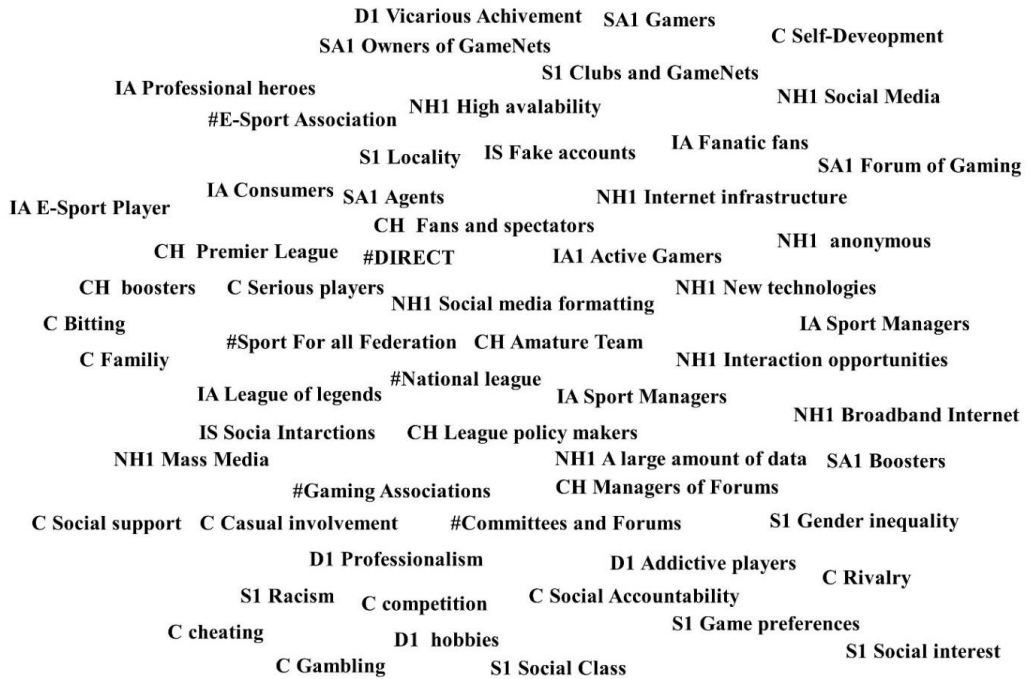 D1 Vicarious Achivement
SA1 Gamers
C Self-Deveopment
SA1 Owners of GameNets
S1 Clubs and GameNets
IA Professional heroes
NH1 High avalability
NH1 Social Media
#E-Sport Association
S1 Locality
IS Fake accounts
IA Fanatic fans
SA1 Forum of Gaming
IA Consumers
SA1 Agents
NH1 Internet infrastructure
IA E-Sport Player
CH Fans and spectators
NH1 anonymous
CH Premier League
#DIRECT
IA1 Active Gamers
CH boosters
C Serious players
NH1 Social media formatting
NH1 New technologies
C Bitting
IA Sport Managers
#Sport For all Federation
CH Amature Team
C Familiy
NH1 Interaction opportunities
#National league
IA League of legends
IA Sport Managers
NH1 Broadband Internet
IS Socia Intarctions
CH League policy makers
NH1 Mass Media
NH1 A large amount of data
SA1 Boosters
#Gaming Associations
CH Managers of Forums
C Social support
C Casual involvement
#Committees and Forums
S1 Gender inequality
D1 Professionalism
D1 Addictive players
C Rivalry
S1 Racism
C competition
C Social Accountability
C cheating
D1 hobbies
S1 Game preferences
S1 Social interest
C Gambling
S1 Social Class